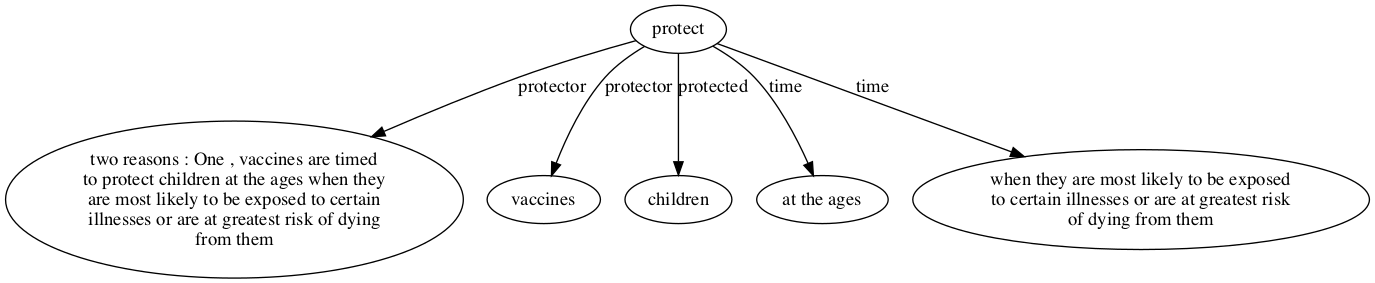 protect
protector
protector
protected
time
time
two reasons : One , vaccines are timed
to protect children at the ages when they
are most likely to be exposed to certain
illnesses or are at greatest risk of dying
from them
vaccines
children
at the ages
when they are most likely to be exposed
to certain illnesses or are at greatest risk
of dying from them